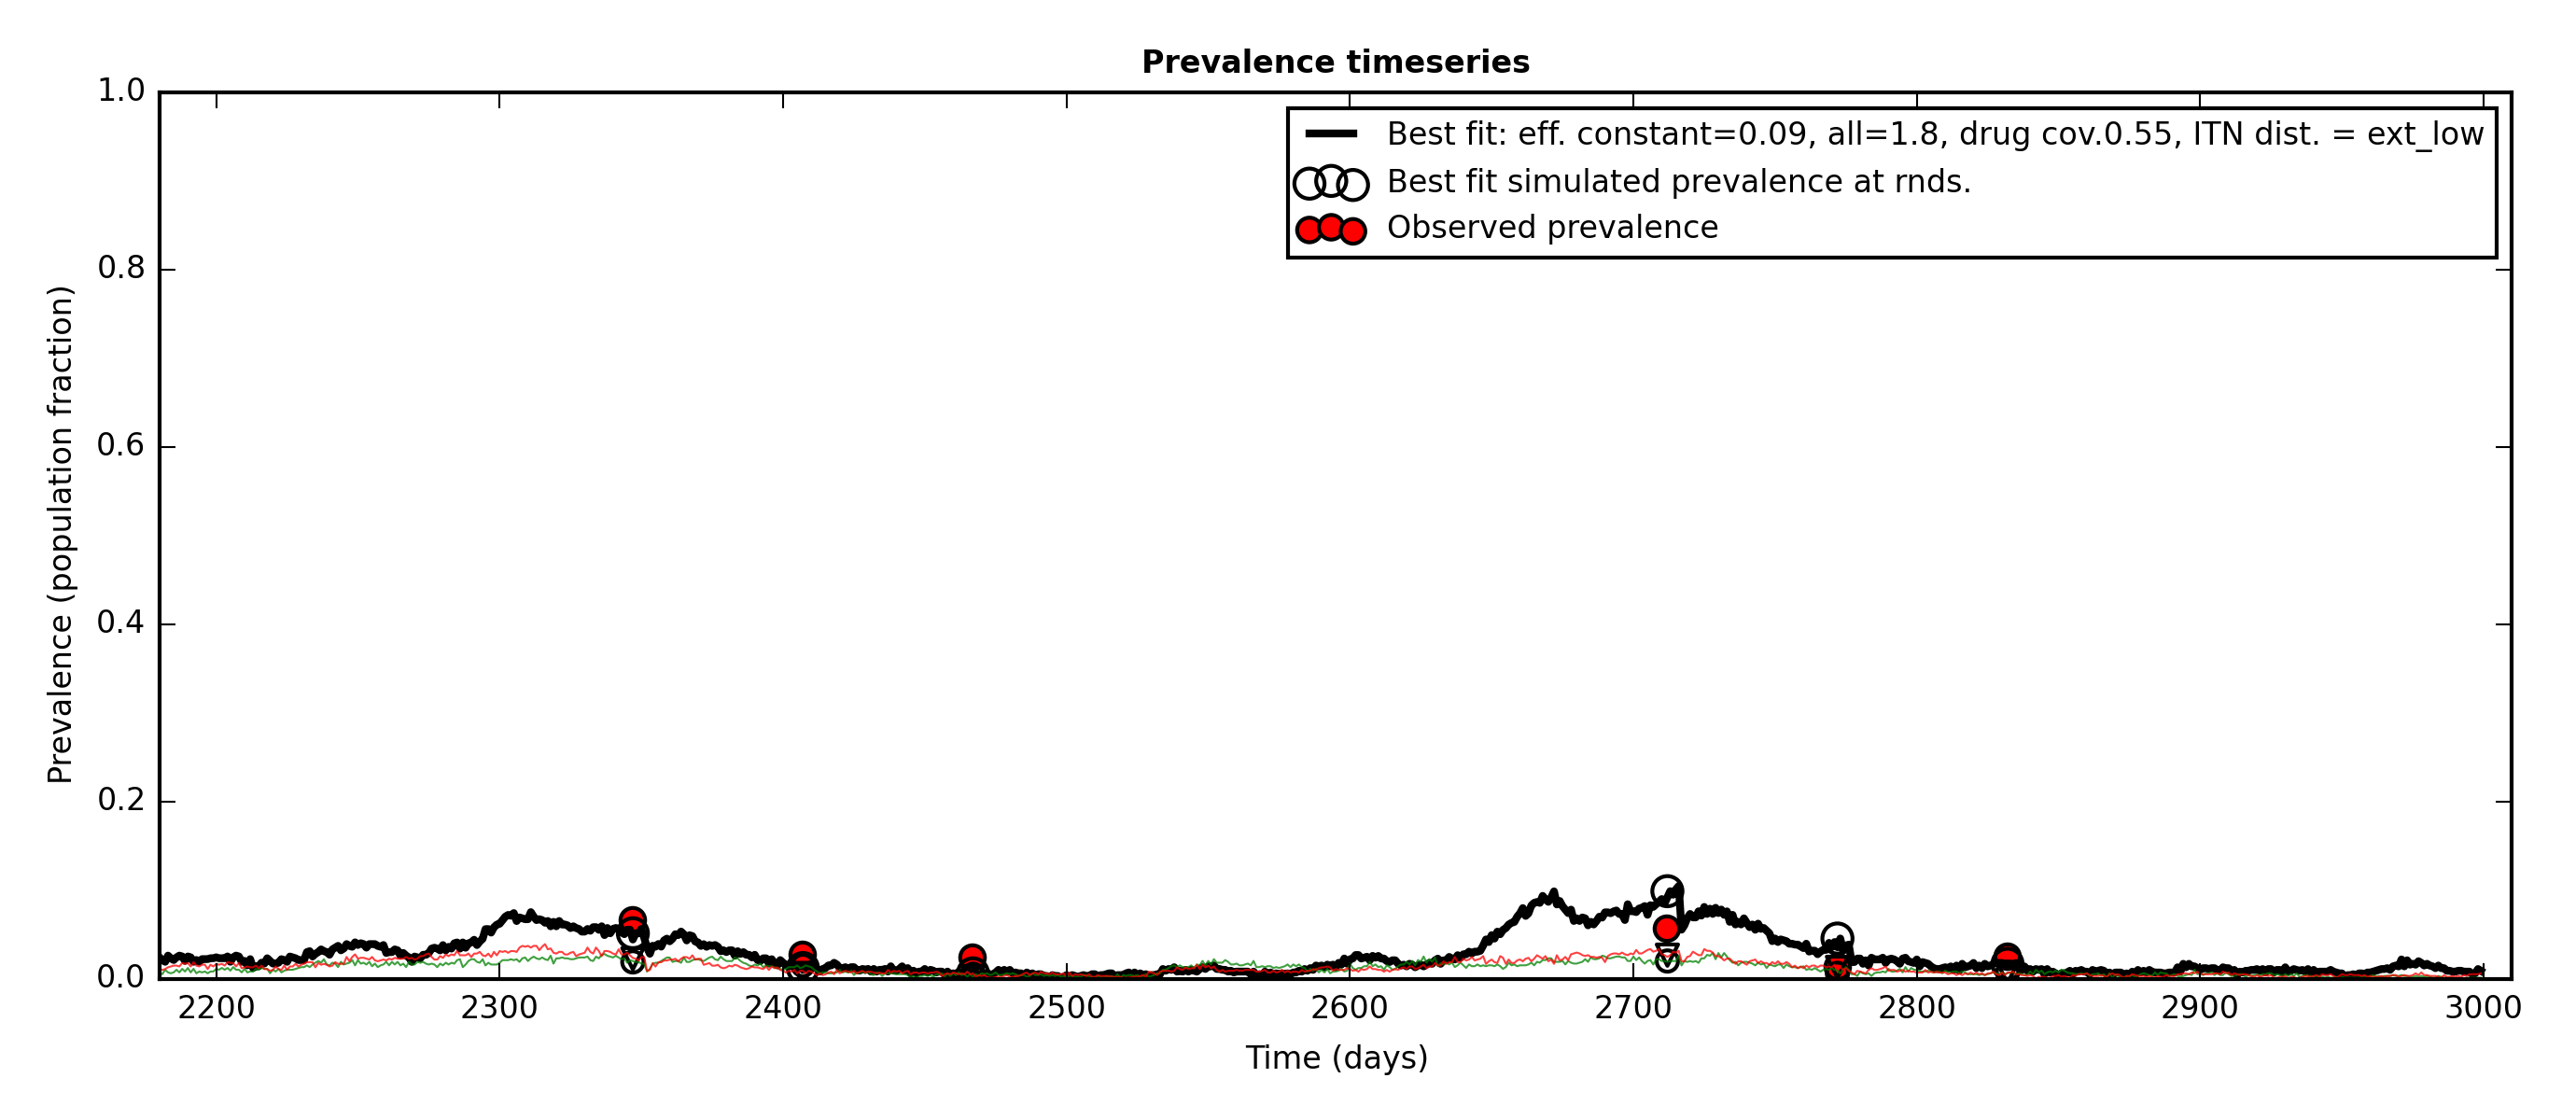 Prevalence timeseries
1.0
Best fit: eff. constant=0.09, all=1.8, drug cov.0.55, ITN dist. = ext_low
Best fit simulated prevalence at rnds.
Observed prevalence
0.8
0.6
0.4
0.2
0.0
Prevalence (population fraction)
2200 2300 2400 2500 2600 2700 2800 2900 3000
Time (days)